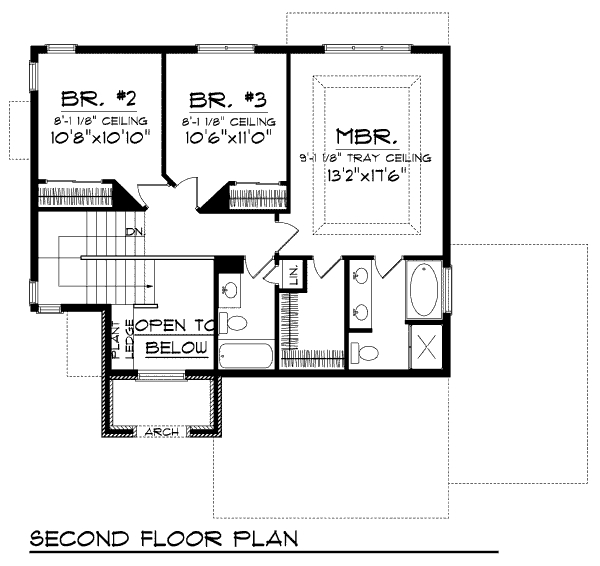 BR. #2
8'-1 1/8" CEILING
10'8"x10'10"
BR. #3
8'-1 1/8" CEILING
10'6"x11'0"
MBR.
9'-1 1/8" TRAY CEILING
13'2"x17'6"
DN.
LIN.
PLANT
LEDGE
OPEN TO
BELOW
ARCH
SECOND FLOOR PLAN